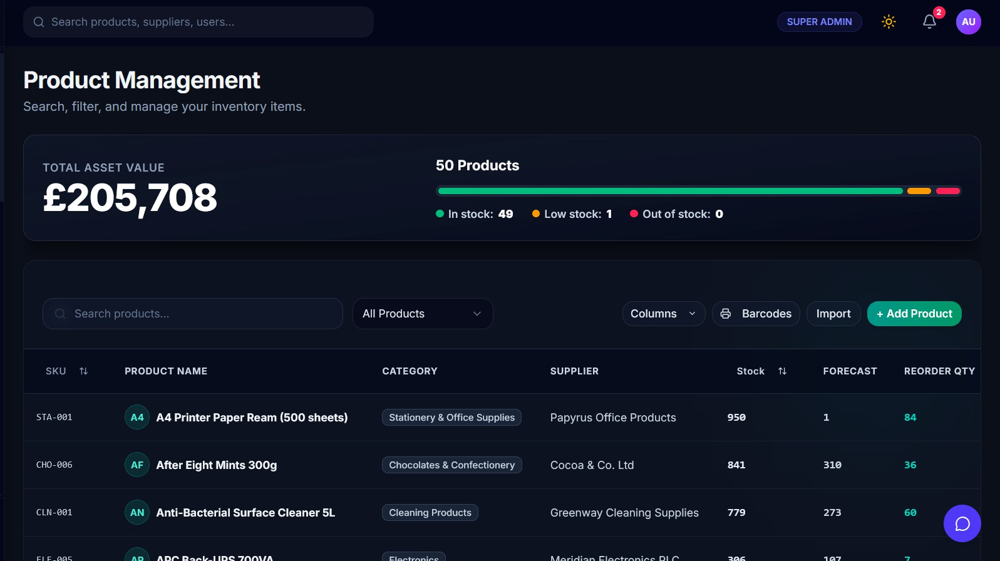 Search products, suppliers, users...
SUPER ADMIN
2
AU
Product Management
Search, filter, and manage your inventory items.
TOTAL ASSET VALUE
£205,708
50 Products
In stock: 49 Low stock: 1 Out of stock: 0
Search products...
All Products
Columns
Barcodes
Import
+ Add Product
SKU PRODUCT NAME CATEGORY SUPPLIER Stock FORECAST REORDER QTY
STA-001 A4 A4 Printer Paper Ream (500 sheets) Stationery & Office Supplies Papyrus Office Products 950 1 84
CHO-006 AF After Eight Mints 300g Chocolates & Confectionery Cocoa & Co. Ltd 841 310 36
CLN-001 AN Anti-Bacterial Surface Cleaner 5L Cleaning Products Greenway Cleaning Supplies 779 273 60
ELE-005 AP APC Back-UPS 700VA Electronics Meridian Electronics PLC 306 107 7